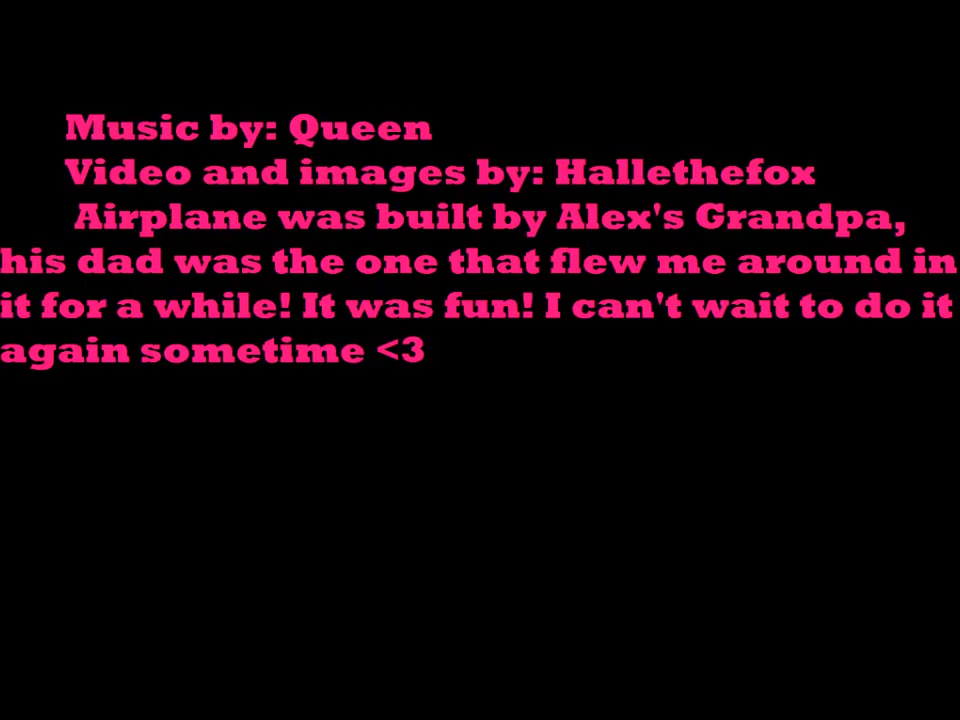 Music by: Queen
Video and images by: Hallethefox
Airplane was built by Alex's Grandpa,
his dad was the one that flew me around in
it for a while! It was fun! I can't wait to do it
again sometime <3